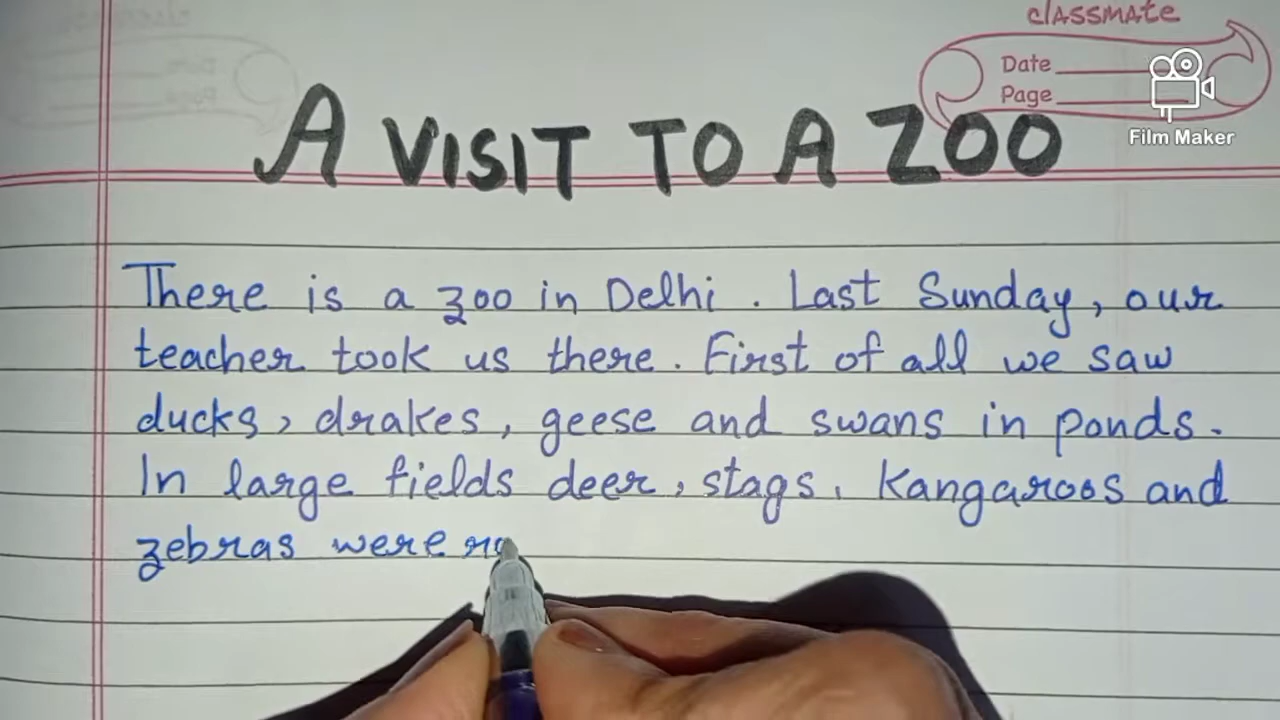 classmate
Date
Page
Film Maker
A VISIT TO A ZOO
There is a zoo in Delhi. Last Sunday, our
teacher took us there. First of all we saw
ducks, drakes, geese and swans in ponds.
In large fields deer, stags, Kangaroos and
zebras were